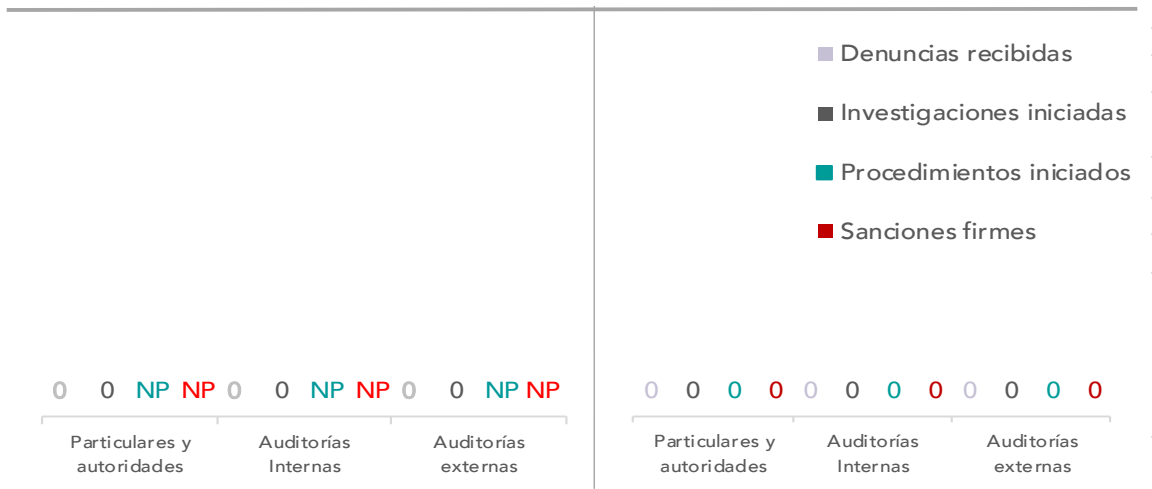 Denuncias recibidas
Investigaciones iniciadas
Procedimientos iniciados
Sanciones firmes
0 0 NP NP 0 0 NP NP 0 0 NP NP
Particulares y
autoridades
Auditorías
Internas
Auditorías
externas
0 0 0 0 0 0 0 0 0 0 0 0
Particulares y
autoridades
Auditorías
Internas
Auditorías
externas